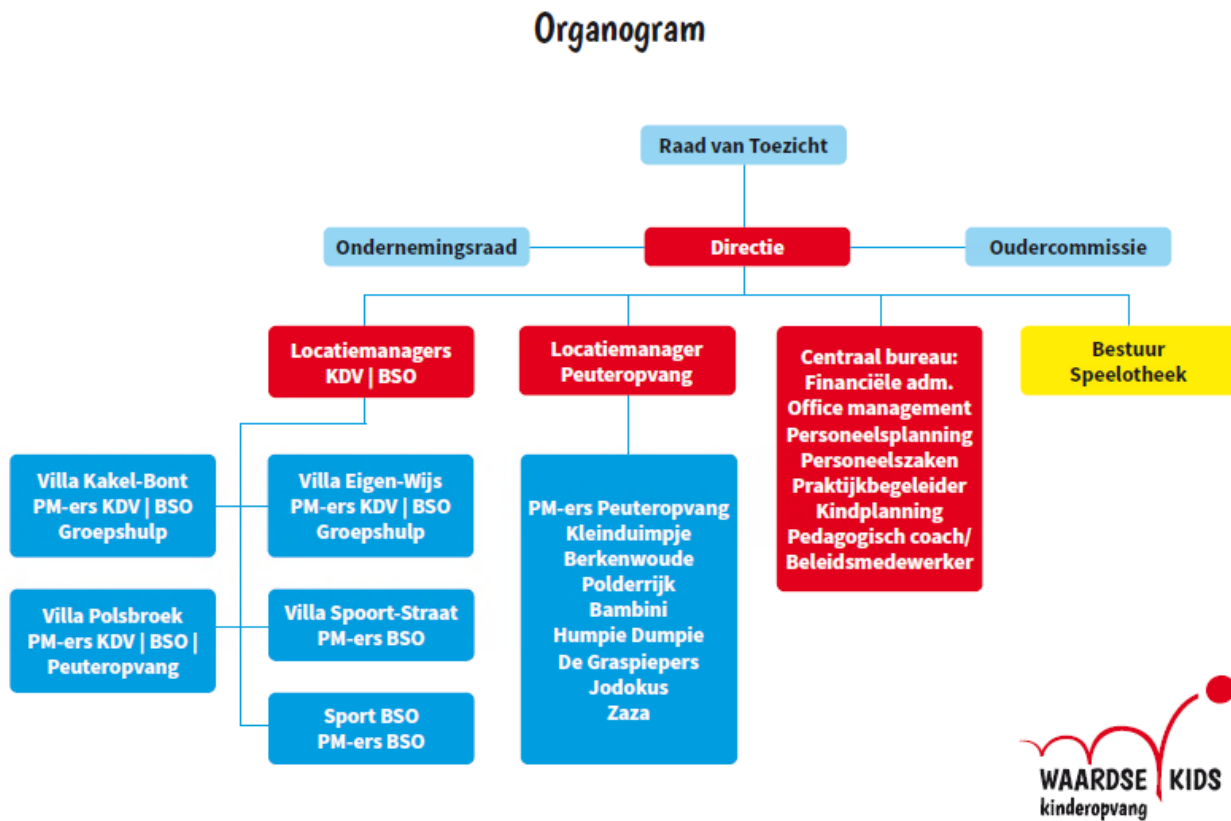 Organogram
Raad van Toezicht
Ondernemingsraad
Directie
Oudercommissie
Locatiemanagers
KDV | BSO
Locatiemanager
Peuteropvang
Centraal bureau:
Financiële adm.
Office management
Personeelsplanning
Personeelszaken
Praktijkbegeleider
Kindplanning
Pedagogisch coach/
Beleidsmedewerker
Bestuur
Speelotheek
Villa Kakel-Bont
PM-ers KDV | BSO
Groepshulp
Villa Eigen-Wijs
PM-ers KDV | BSO
Groepshulp
Villa Polsbroek
PM-ers KDV | BSO |
Peuteropvang
Villa Spoort-Straat
PM-ers BSO
Sport BSO
PM-ers BSO
PM-ers Peuteropvang
Kleinduimpje
Berkenwoude
Polderrijk
Bambini
Humpie Dumpie
De Graspiepers
Jodokus
Zaza
WAARDSE KIDS
kinderopvang